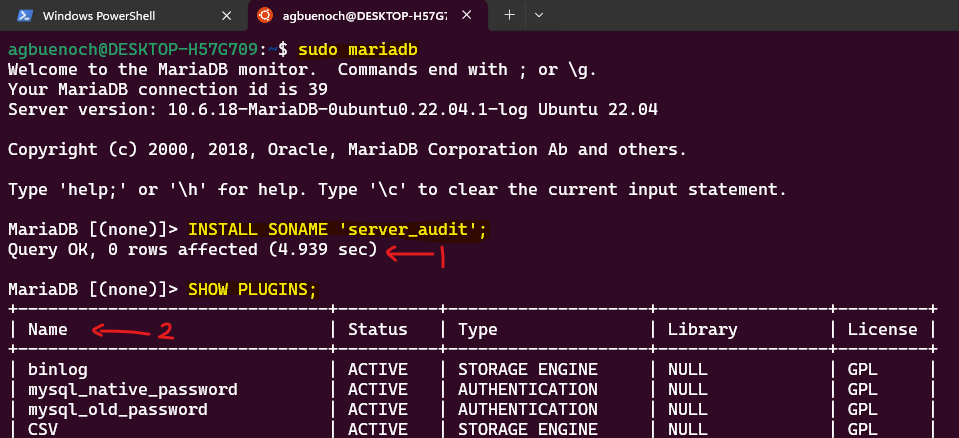 Windows PowerShell
agbuenoch@DESKTOP-H57G7
agbuenoch@DESKTOP-H57G709:~$ sudo mariadb
Welcome to the MariaDB monitor.  Commands end with ; or \g.
Your MariaDB connection id is 39
Server version: 10.6.18-MariaDB-0ubuntu0.22.04.1-log Ubuntu 22.04
Copyright (c) 2000, 2018, Oracle, MariaDB Corporation Ab and others.
Type 'help;' or '\h' for help. Type '\c' to clear the current input statement.
MariaDB [(none)]> INSTALL SONAME 'server_audit';
Query OK, 0 rows affected (4.939 sec) 1
MariaDB [(none)]> SHOW PLUGINS;
| Name 2 | Status | Type | Library | License |
| binlog | ACTIVE | STORAGE ENGINE | NULL | GPL |
| mysql_native_password | ACTIVE | AUTHENTICATION | NULL | GPL |
| mysql_old_password | ACTIVE | AUTHENTICATION | NULL | GPL |
| CSV | ACTIVE | STORAGE ENGINE | NULL | GPL |